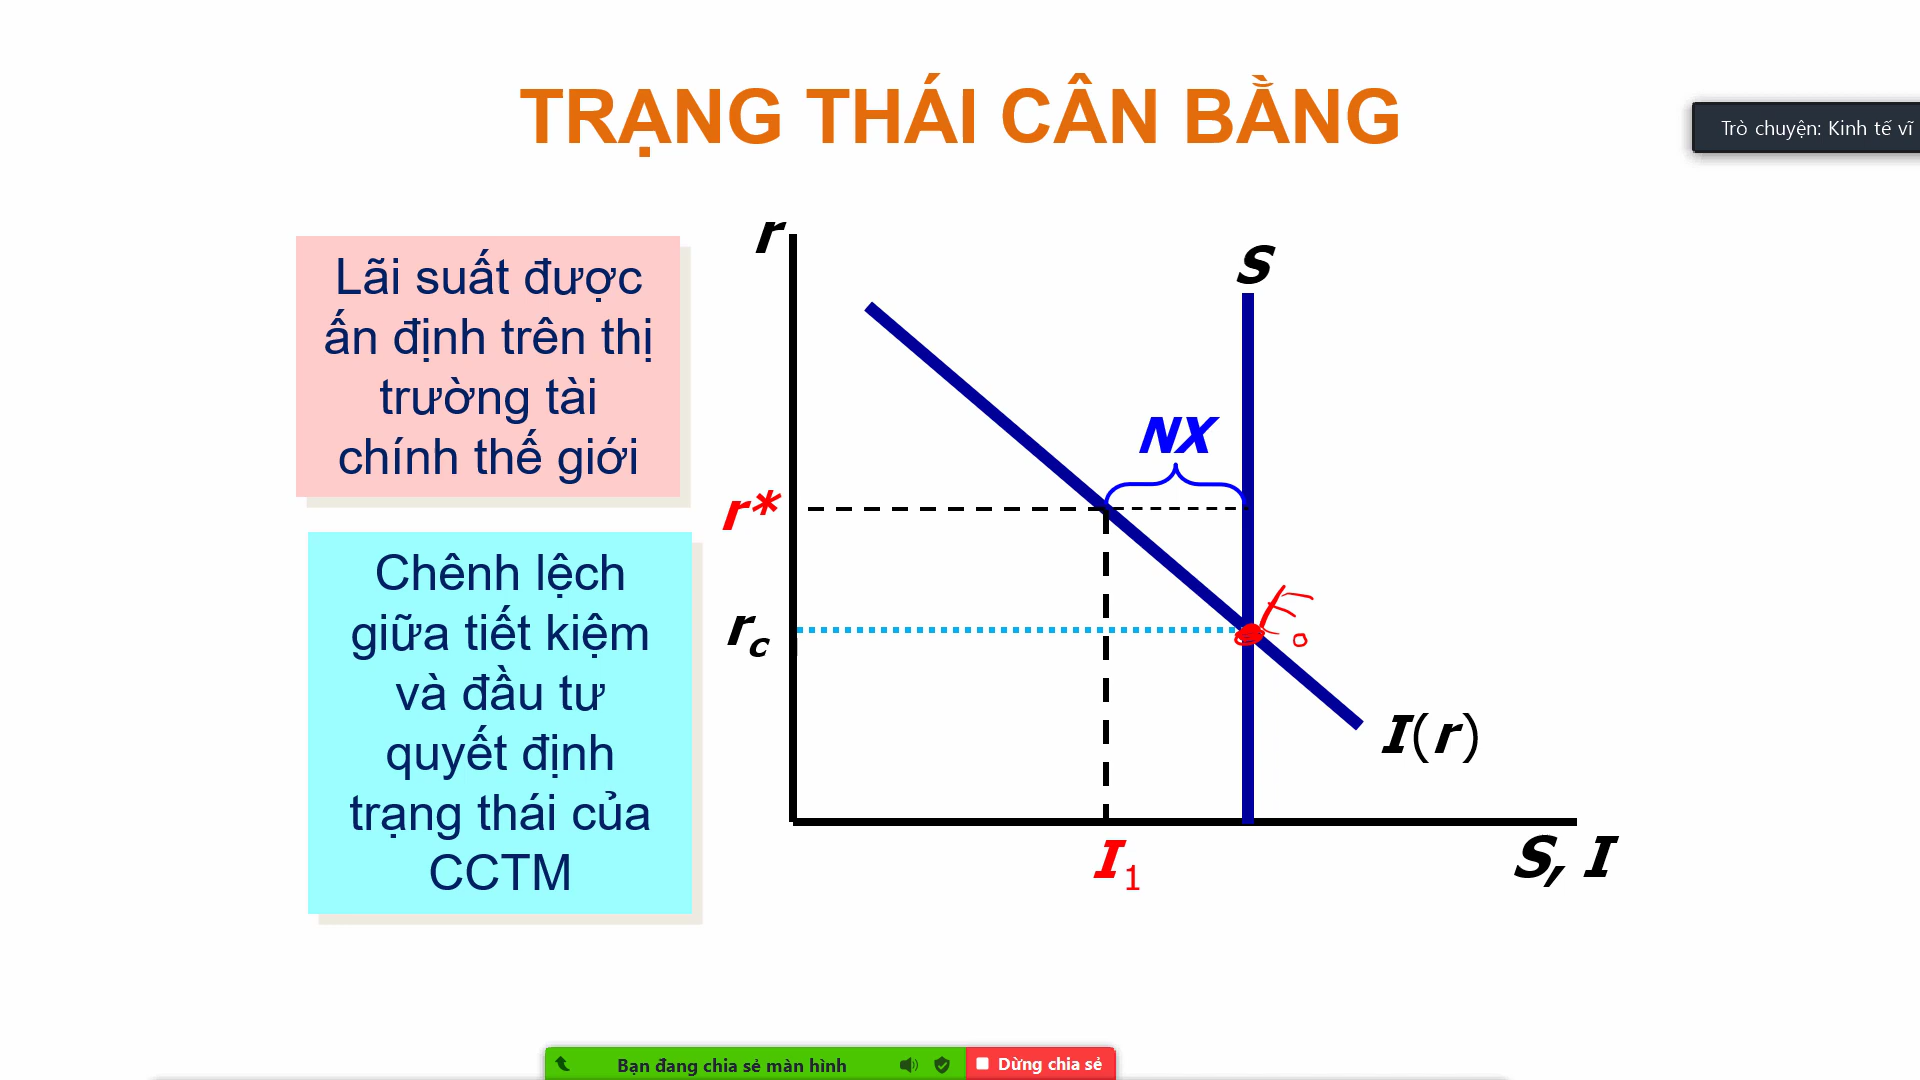 TRẠNG THÁI CÂN BẰNG
Trò chuyện: Kinh tế vĩ
Lãi suất được
ấn định trên thị
trường tài
chính thế giới
Chênh lệch
giữa tiết kiệm
và đầu tư
quyết định
trạng thái của
CCTM
r
S
NX
r*
E₀
r꜀
I(r)
I₁
S, I
Bạn đang chia sẻ màn hình
Dừng chia sẻ